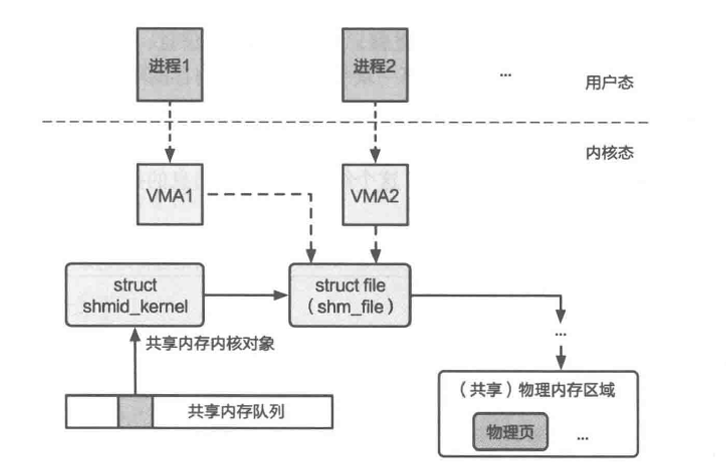 进程1
进程2
...
用户态
内核态
VMA1
VMA2
struct
shmid_kernel
struct file
（shm_file）
共享内存内核对象
...
共享内存队列
（共享）物理内存区域
物理页
...